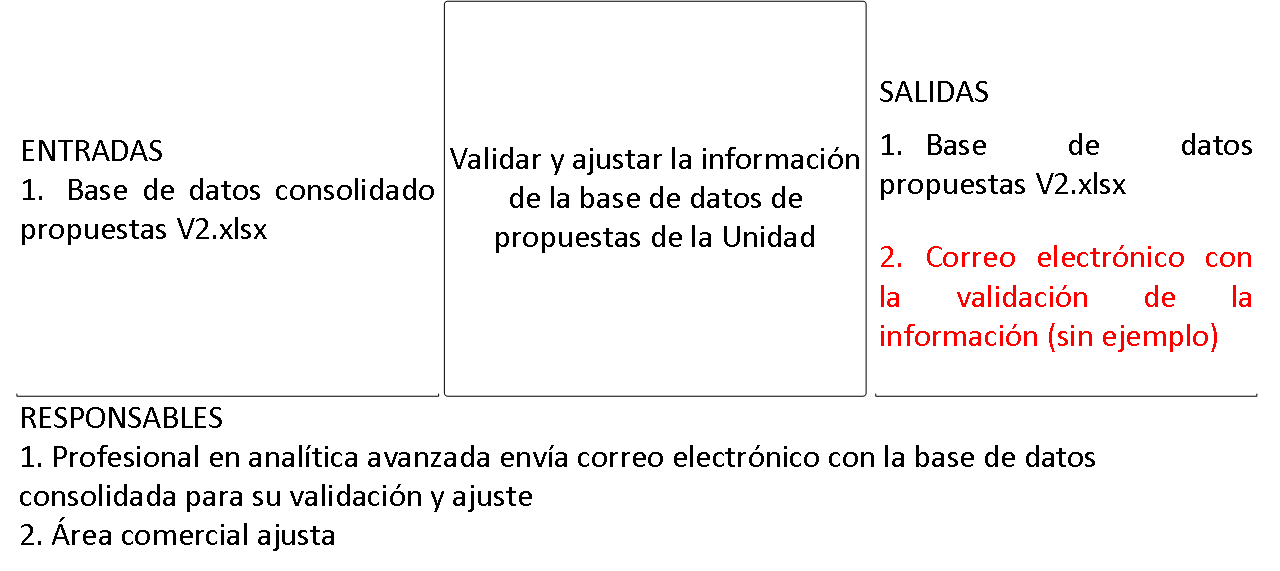 ENTRADAS
1. Base de datos consolidado
propuestas V2.xlsx
Validar y ajustar la información
de la base de datos de
propuestas de la Unidad
SALIDAS
1. Base de datos
propuestas V2.xlsx
2. Correo electrónico con
la validación de la
información (sin ejemplo)
RESPONSABLES
1. Profesional en analítica avanzada envía correo electrónico con la base de datos
consolidada para su validación y ajuste
2. Área comercial ajusta